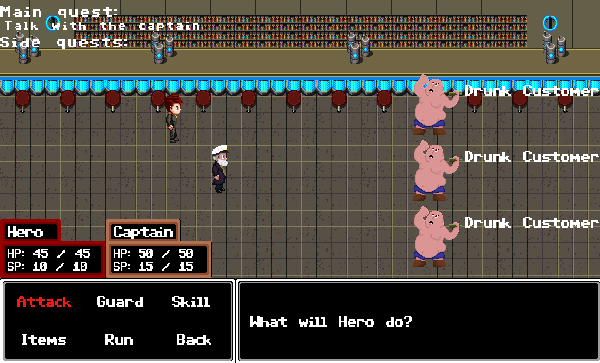 Main quest:
Talk with the captain
Side quests:
Drunk Customer
Drunk Customer
Drunk Customer
Hero
HP: 45 / 45
SP: 10 / 10
Captain
HP: 50 / 50
SP: 15 / 15
Attack Guard Skill
Items Run Back
What will Hero do?